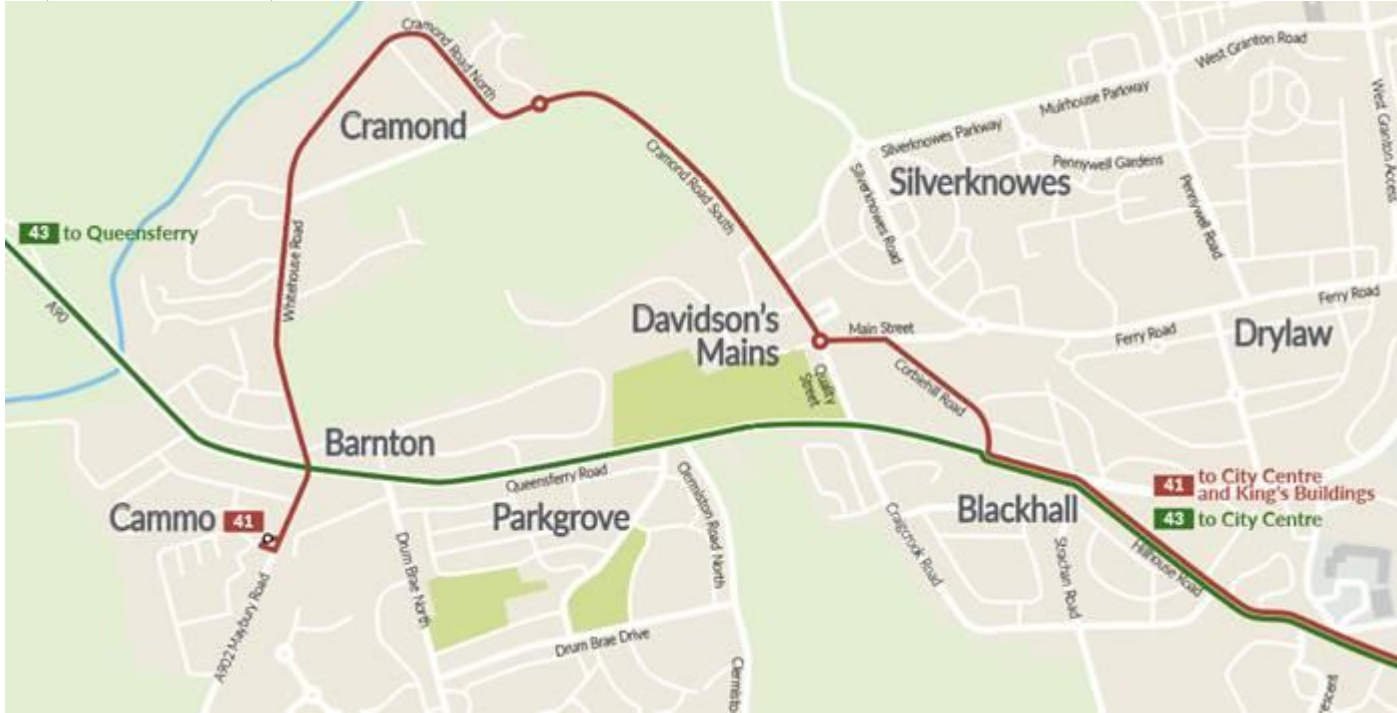 Cramond Road North
West Granton Road
Muirhouse Parkway
West Granton Access
Cramond
Silverknowes Parkway
Pennywell Gardens
Cramond Road South
Silverknowes
Silverknowes Road
Pennywell Road
43 to Queensferry
Whitehouse Road
A90
Ferry Road
Davidson's
Mains
Main Street
Ferry Road
Drylaw
Quality
Street
Corbiehill Road
Barnton
Queensferry Road
41 to City Centre
and King's Buildings
43 to City Centre
Cammo 41
Parkgrove
Clermiston Road North
Blackhall
Craigcrook Road
Strachan Road
Hillhouse Road
Drum Brae North
A902 Maybury Road
Drum Brae Drive
Clermisto
rescent